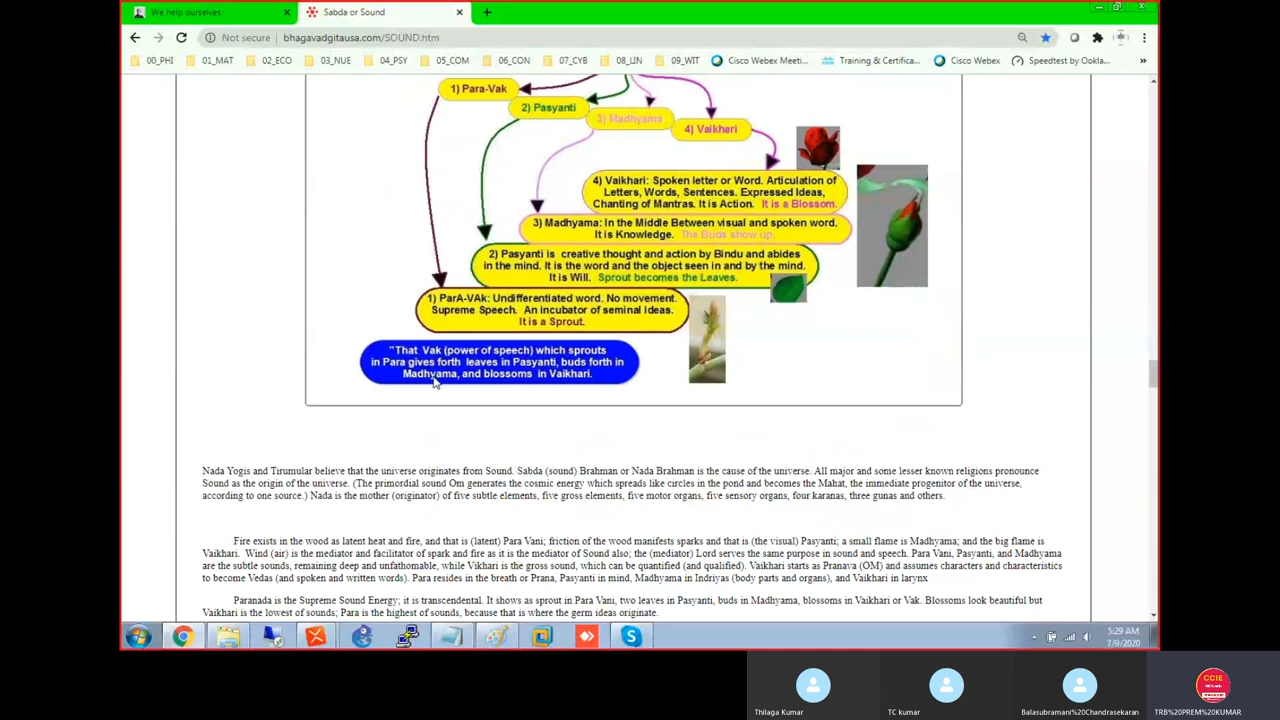 We help ourselves
Sabda or Sound
Not secure
bhagavadgitausa.com/SOUND.htm
00_PHI
01_MAT
02_ECO
03_NUE
04_PSY
05_COM
06_CON
07_CYB
08_LIN
09_WIT
Cisco Webex Meeti...
Training & Certifica...
Cisco Webex
Speedtest by Ookla...
1) Para-Vak
2) Pasyanti
3) Madhyama
4) Vaikhari
4) Vaikhari: Spoken letter or Word. Articulation of
Letters, Words, Sentences. Expressed Ideas,
Chanting of Mantras. It is Action. It is a Blossom.
3) Madhyama: In the Middle Between visual and spoken word.
It is Knowledge. The Buds show up.
2) Pasyanti is creative thought and action by Bindu and abides
in the mind. It is the word and the object seen in and by the mind.
It is Will. Sprout becomes the Leaves.
1) ParA-VAk: Undifferentiated word. No movement.
Supreme Speech. An incubator of seminal ideas.
It is a Sprout.
"That Vak (power of speech) which sprouts
in Para gives forth leaves in Pasyanti, buds forth in
Madhyama, and blossoms in Vaikhari.
Nada Yogis and Tirumular believe that the universe originates from Sound. Sabda (sound) Brahman or Nada Brahman is the cause of the universe. All major and some lesser known religions pronounce
Sound as the origin of the universe. (The primordial sound Om generates the cosmic energy which spreads like circles in the pond and becomes the Mahat, the immediate progenitor of the universe,
according to one source.) Nada is the mother (originator) of five subtle elements, five gross elements, five motor organs, five sensory organs, four karanas, three gunas and others.
Fire exists in the wood as latent heat and fire, and that is (latent) Para Vani; friction of the wood manifests sparks and that is (the visual) Pasyanti; a small flame is Madhyama; and the big flame is
Vaikhari. Wind (air) is the mediator and facilitator of spark and fire as it is the mediator of Sound also; the (mediator) Lord serves the same purpose in sound and speech. Para Vani, Pasyanti, and Madhyama
are the subtle sounds, remaining deep and unfathomable, while Vikhari is the gross sound, which can be quantified (and qualified). Vaikhari starts as Pranava (OM) and assumes characters and characteristics
to become Vedas (and spoken and written words). Para resides in the breath or Prana, Pasyanti in mind, Madhyama in Indriyas (body parts and organs), and Vaikhari in larynx
Paranada is the Supreme Sound Energy; it is transcendental. It shows as sprout in Para Vani, two leaves in Pasyanti, buds in Madhyama, blossoms in Vaikhari or Vak. Blossoms look beautiful but
Vaikhari is the lowest of sounds; Para is the highest of sounds, because that is where the germ ideas originate.
5:29 AM
7/9/2020
CCIE
Thilaga Kumar
TC kumar
Balasubramani%20Chandrasekaran
TRB%20PREM%20KUMAR